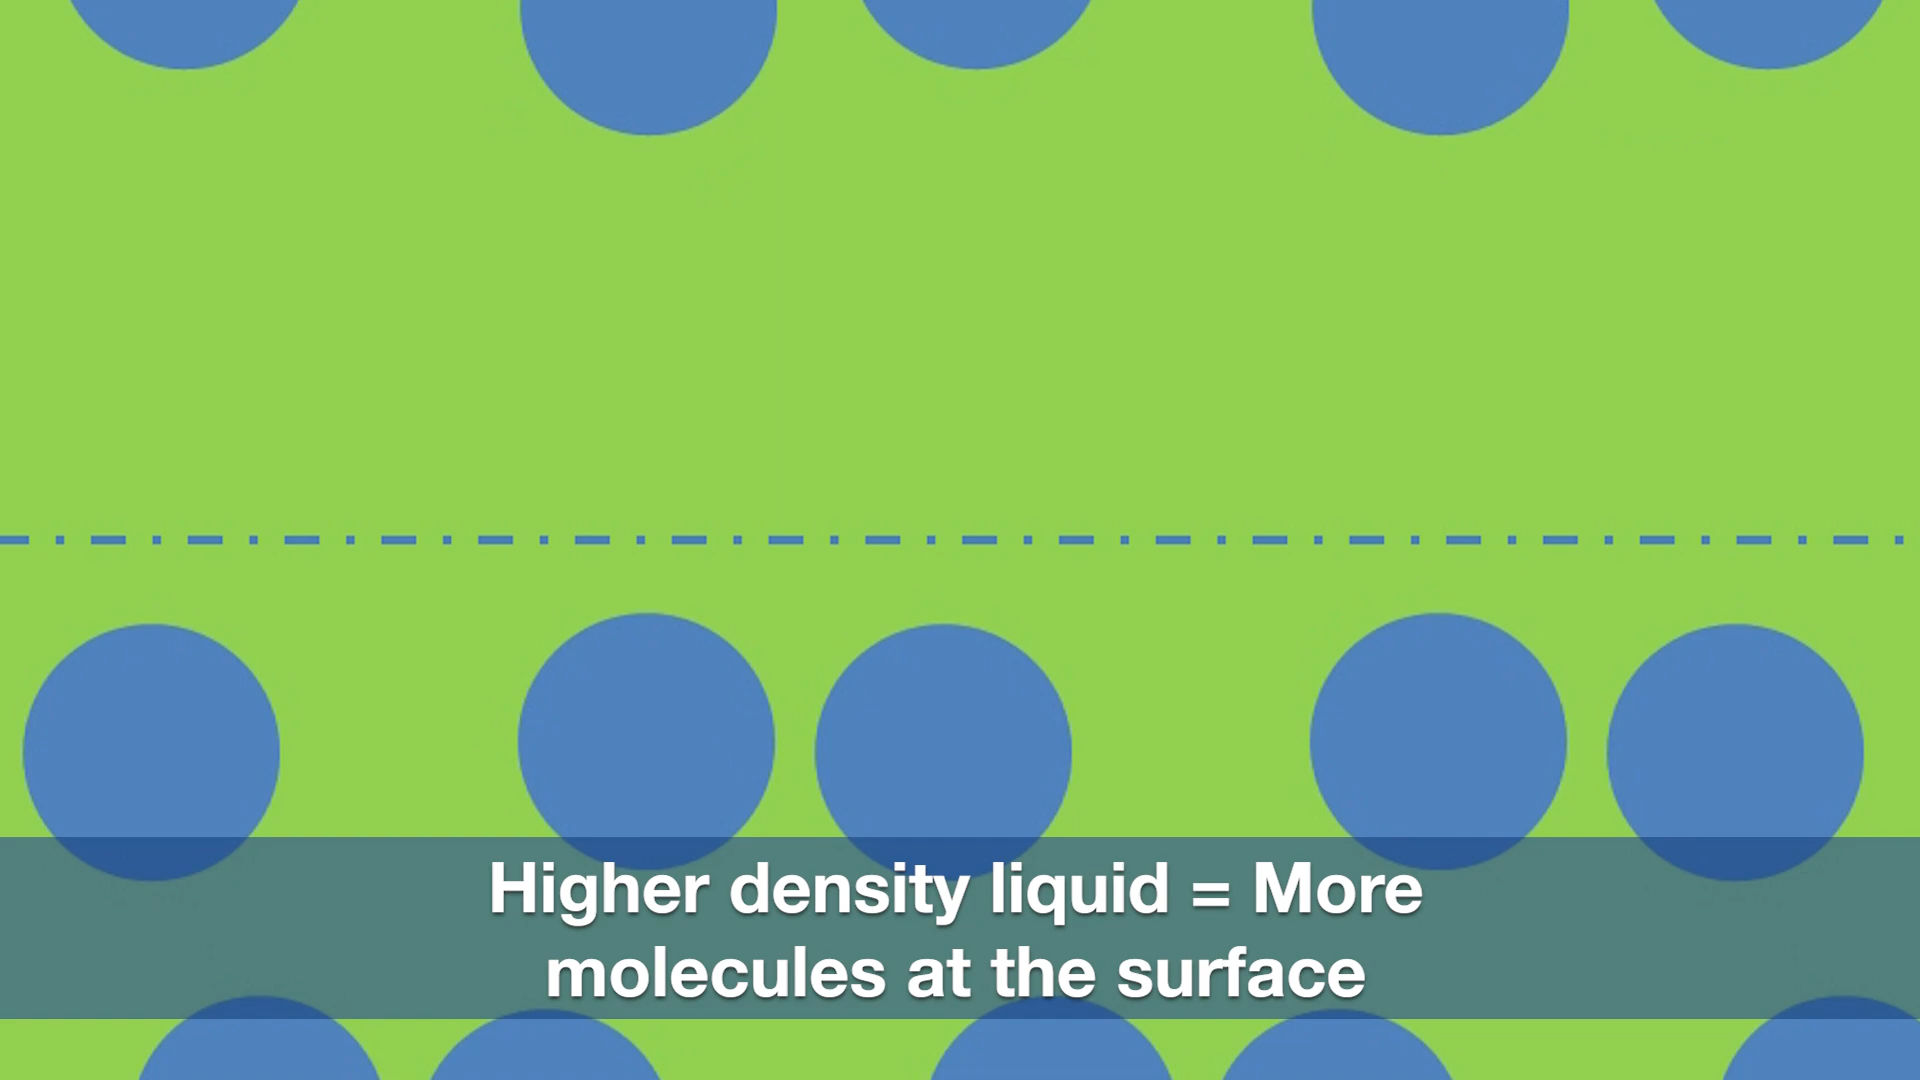 Higher density liquid = More
molecules at the surface